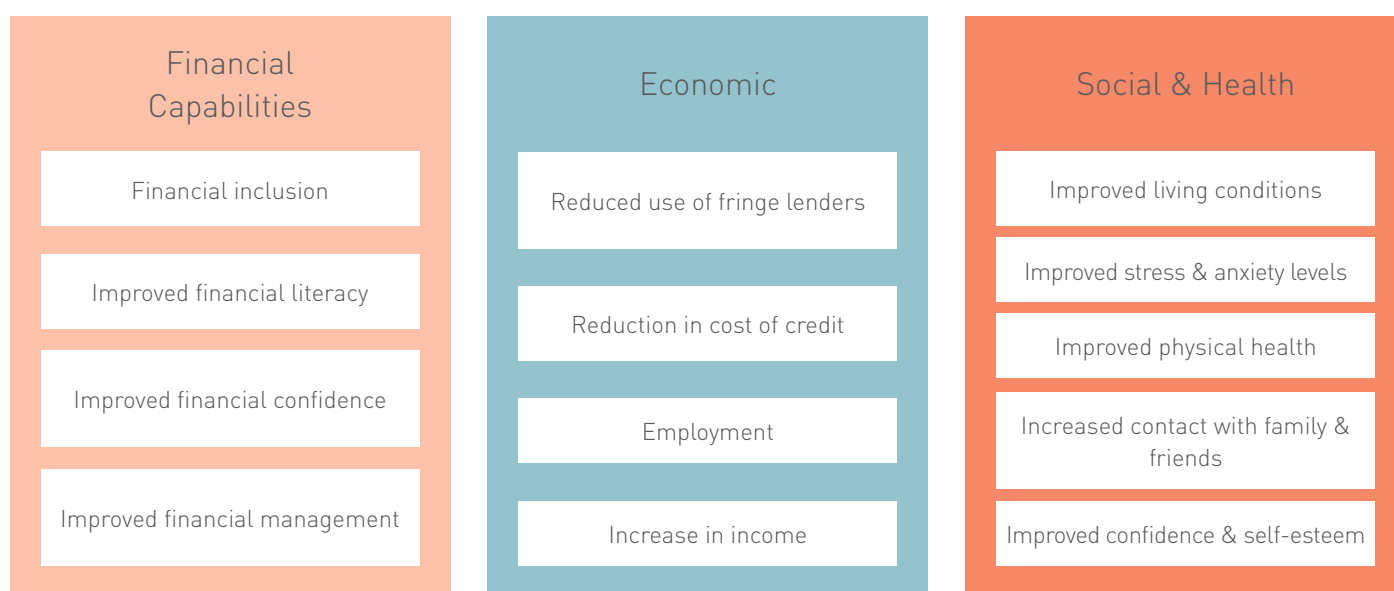 Financial
Capabilities
Financial inclusion
Improved financial literacy
Improved financial confidence
Improved financial management
Economic
Reduced use of fringe lenders
Reduction in cost of credit
Employment
Increase in income
Social & Health
Improved living conditions
Improved stress & anxiety levels
Improved physical health
Increased contact with family &
friends
Improved confidence & self-esteem